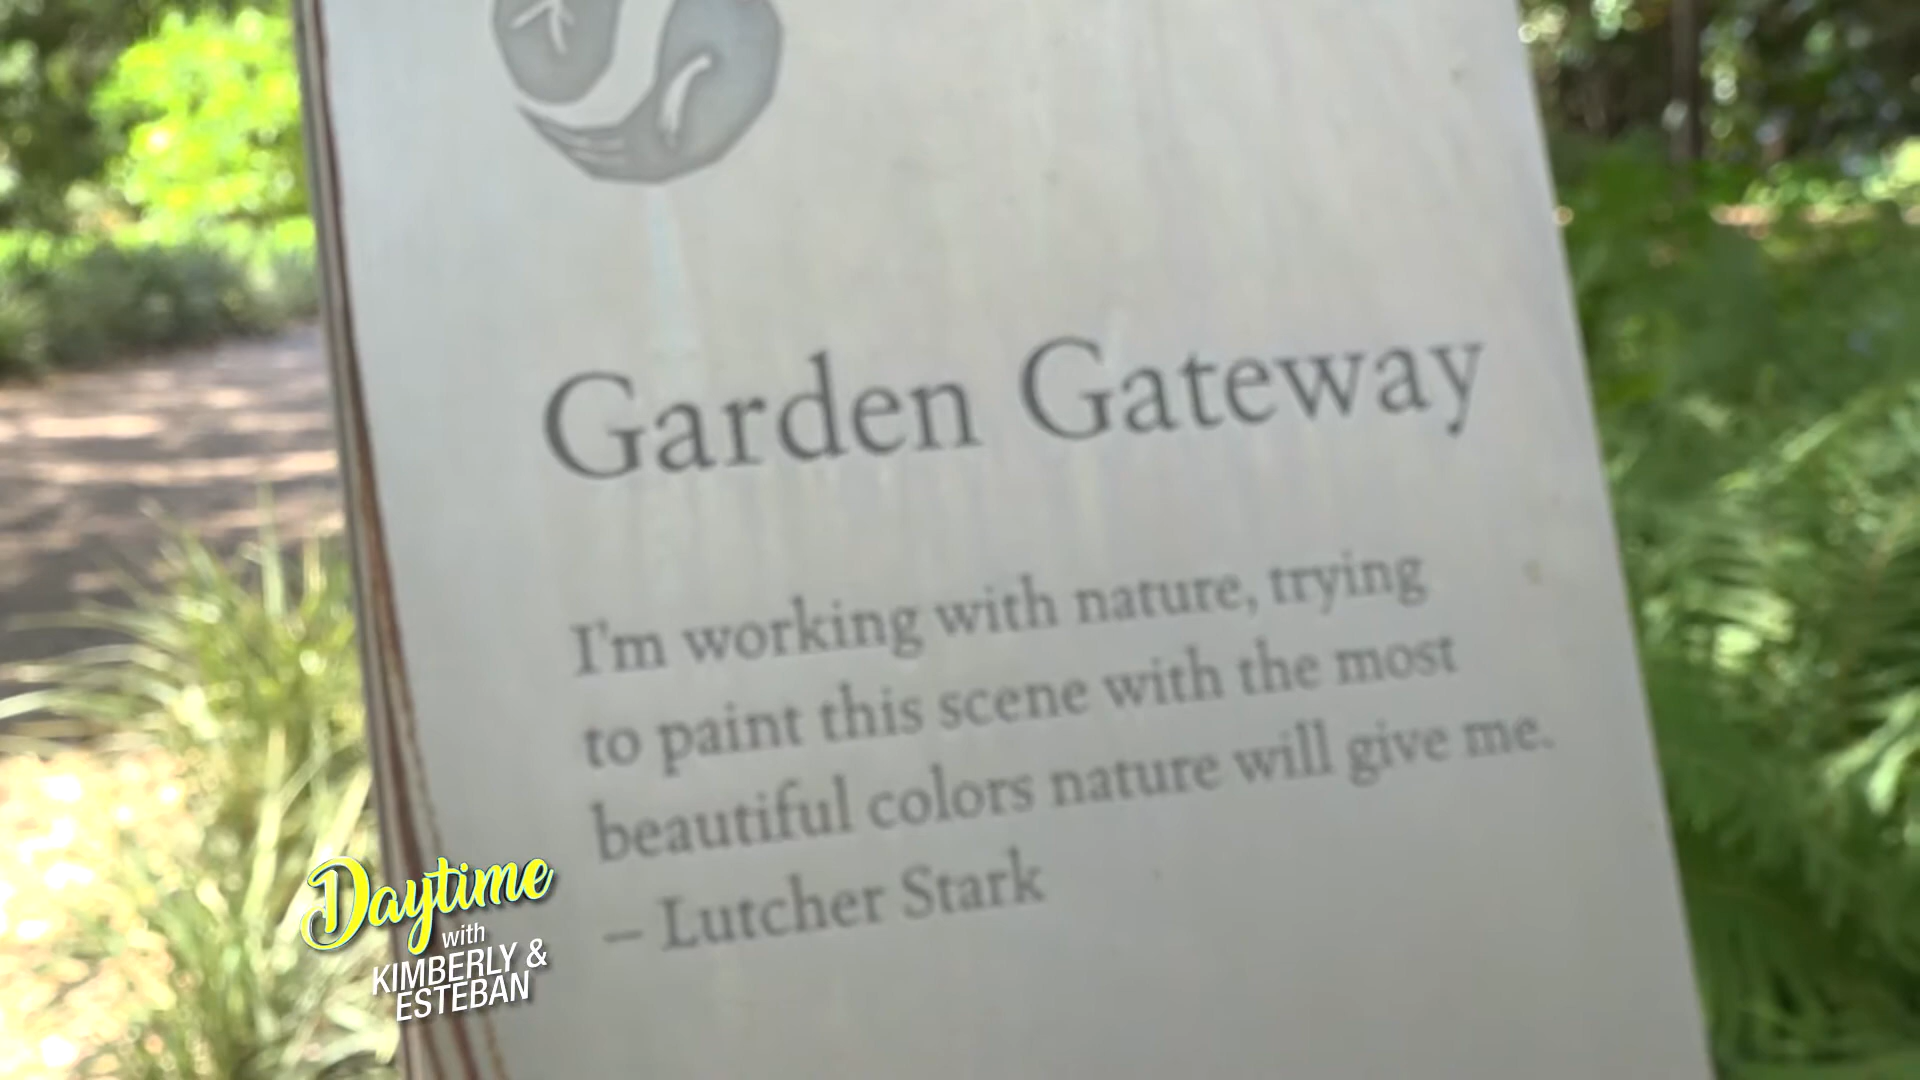 Garden Gateway
I'm working with nature, trying
to paint this scene with the most
beautiful colors nature will give me.
– Lutcher Stark
Daytime
with
KIMBERLY &
ESTEBAN